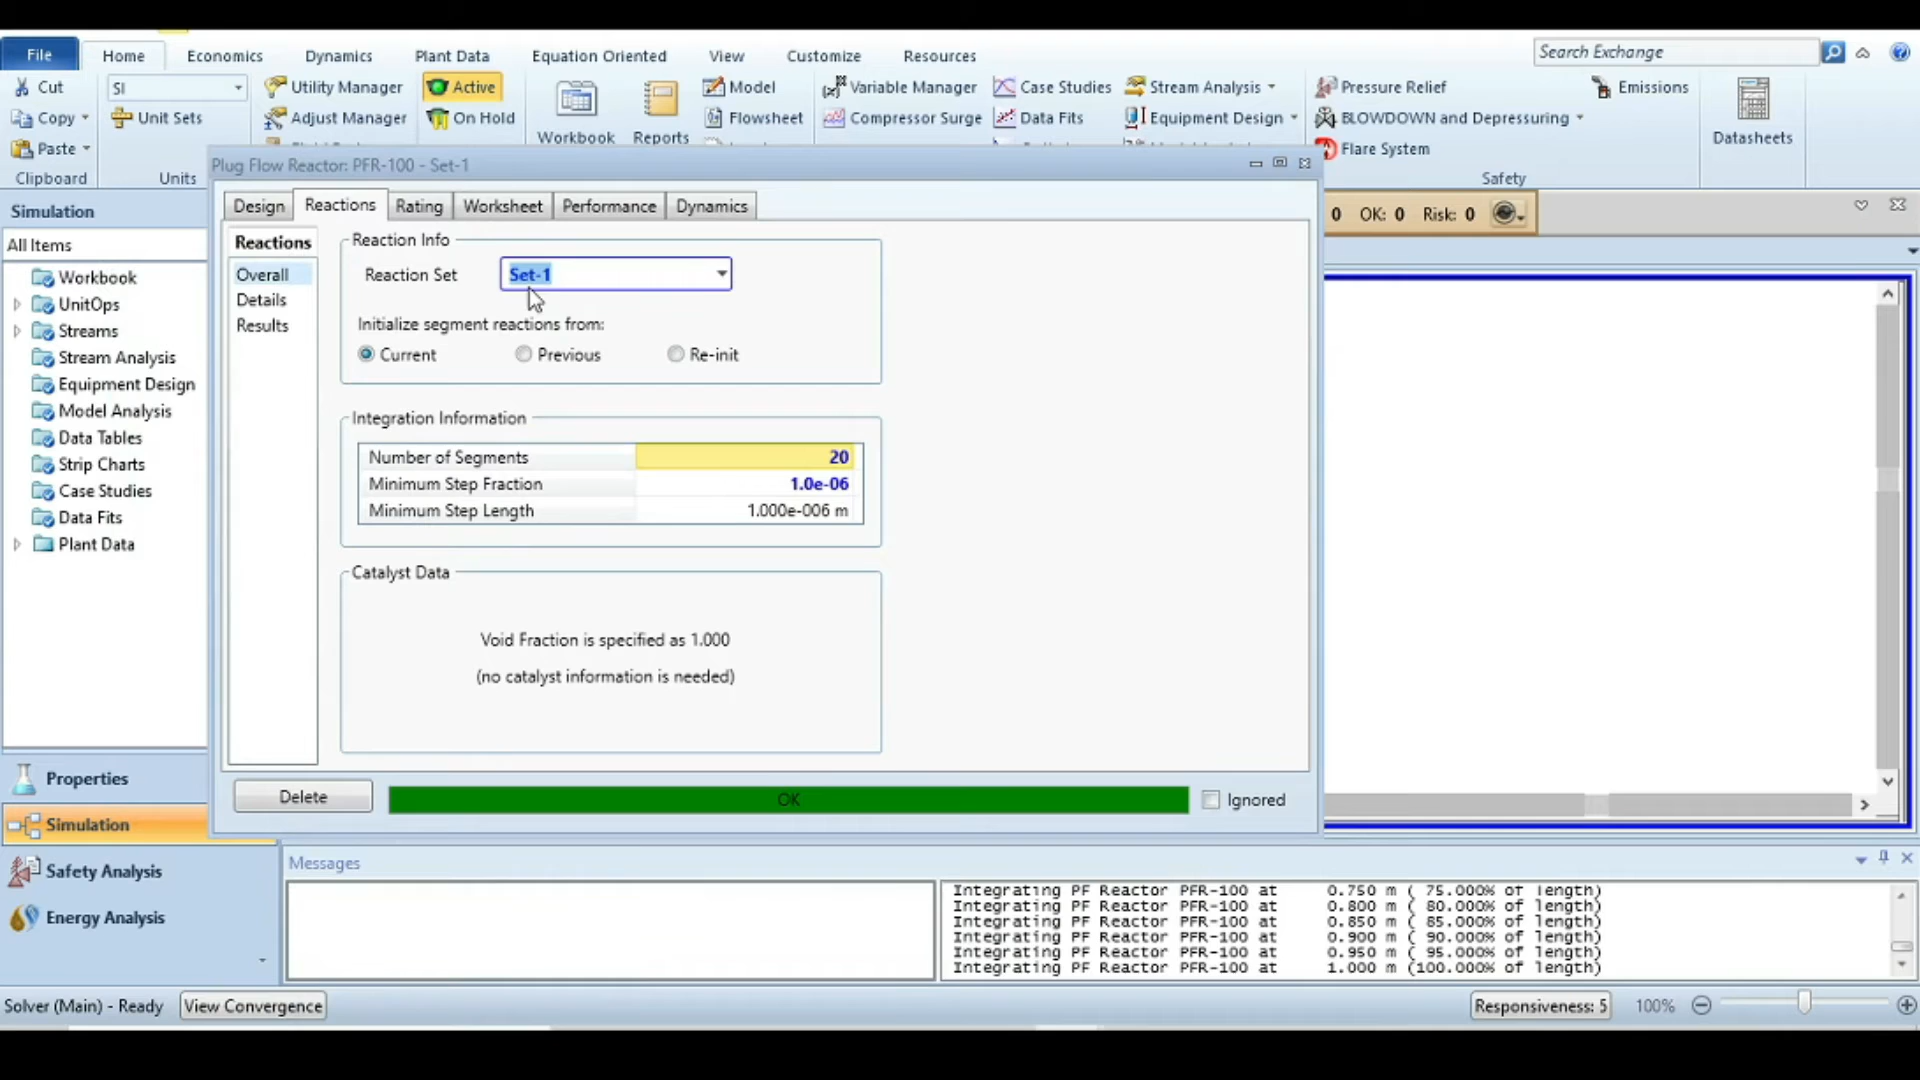 File
Home
Economics
Dynamics
Plant Data
Equation Oriented
View
Customize
Resources
Search Exchange
Cut
SI
Utility Manager
Active
Model
Variable Manager
Case Studies
Stream Analysis
Pressure Relief
Emissions
Copy
Unit Sets
Adjust Manager
On Hold
Workbook
Reports
Flowsheet
Compressor Surge
Data Fits
Equipment Design
BLOWDOWN and Depressuring
Datasheets
Paste
Flare System
Clipboard
Units
Safety
Plug Flow Reactor: PFR-100 - Set-1
Design
Reactions
Rating
Worksheet
Performance
Dynamics
0 OK: 0 Risk: 0
Simulation
All Items
Workbook
UnitOps
Streams
Stream Analysis
Equipment Design
Model Analysis
Data Tables
Strip Charts
Case Studies
Data Fits
Plant Data
Reactions
Overall
Details
Results
Reaction Info
Reaction Set Set-1
Initialize segment reactions from:
Current Previous Re-init
Integration Information
Number of Segments 20
Minimum Step Fraction 1.0e-06
Minimum Step Length 1.000e-006 m
Catalyst Data
Void Fraction is specified as 1.000
(no catalyst information is needed)
Delete
OK
Ignored
Properties
Simulation
Safety Analysis
Energy Analysis
Messages
Integrating PF Reactor PFR-100 at 0.750 m ( 75.000% of length)
Integrating PF Reactor PFR-100 at 0.800 m ( 80.000% of length)
Integrating PF Reactor PFR-100 at 0.850 m ( 85.000% of length)
Integrating PF Reactor PFR-100 at 0.900 m ( 90.000% of length)
Integrating PF Reactor PFR-100 at 0.950 m ( 95.000% of length)
Integrating PF Reactor PFR-100 at 1.000 m (100.000% of length)
Solver (Main) - Ready
View Convergence
Responsiveness: 5
100%